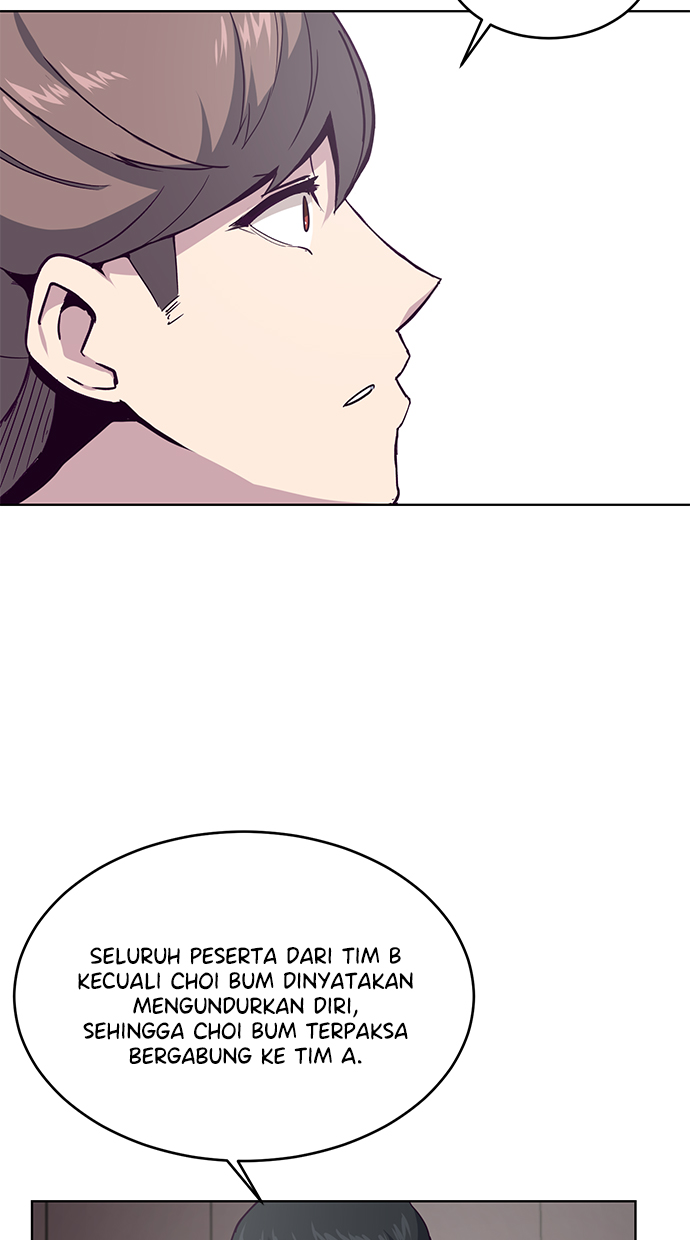 SELURUH PESERTA DARI TIM B
KECUALI CHOI BUM DINYATAKAN
MENGUNDURKAN DIRI,
SEHINGGA CHOI BUM TERPAKSA
BERGABUNG KE TIM A.